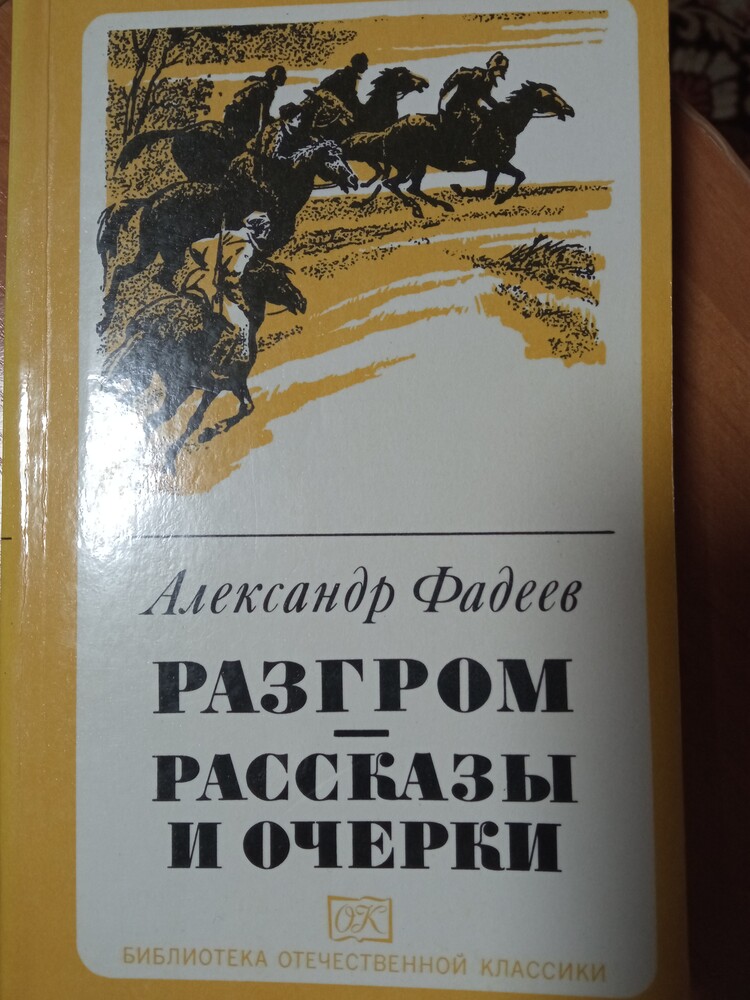 Александр Фадеев
РАЗГРОМ
РАССКАЗЫ
И ОЧЕРКИ
ОК
БИБЛИОТЕКА ОТЕЧЕСТВЕННОЙ КЛАССИКИ